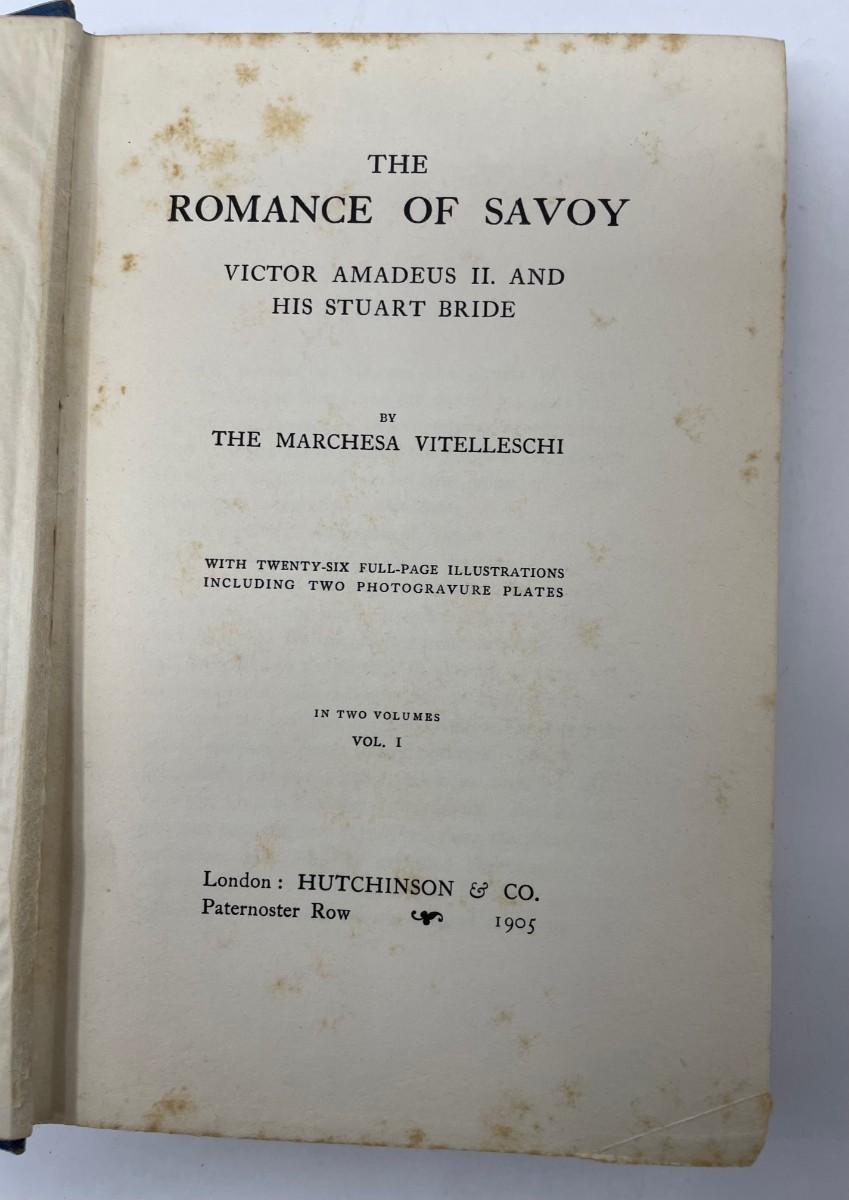 THE
ROMANCE OF SAVOY
VICTOR AMADEUS II. AND
HIS STUART BRIDE
BY
THE MARCHESA VITELLESCHI
WITH TWENTY-SIX FULL-PAGE ILLUSTRATIONS
INCLUDING TWO PHOTOGRAVURE PLATES
IN TWO VOLUMES
VOL. I
London: HUTCHINSON & CO.
Paternoster Row 1905